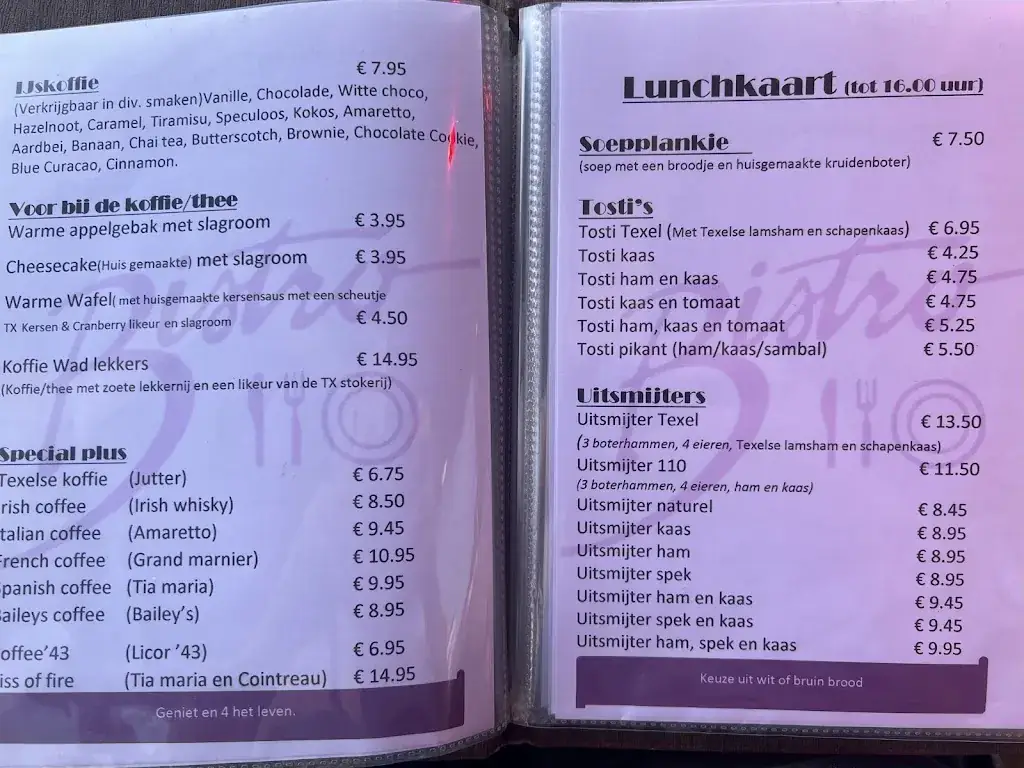 IJskoffie € 7.95
(Verkrijgbaar in div. smaken)Vanille, Chocolade, Witte choco,
Hazelnoot, Caramel, Tiramisu, Speculoos, Kokos, Amaretto,
Aardbei, Banaan, Chai tea, Butterscotch, Brownie, Chocolate Cookie,
Blue Curacao, Cinnamon.
Voor bij de koffie/thee
Warme appelgebak met slagroom € 3.95
Cheesecake(Huis gemaakte) met slagroom € 3.95
Warme Wafel( met huisgemaakte kersensaus met een scheutje
TX Kersen & Cranberry likeur en slagroom € 4.50
Koffie Wad lekkers € 14.95
(Koffie/thee met zoete lekkernij en een likeur van de TX stokerij)
Special plus
Texelse koffie (Jutter) € 6.75
rish coffee (Irish whisky) € 8.50
talian coffee (Amaretto) € 9.45
French coffee (Grand marnier) € 10.95
Spanish coffee (Tia maria) € 9.95
Baileys coffee (Bailey's) € 8.95
offee'43 (Licor '43) € 6.95
iss of fire (Tia maria en Cointreau) € 14.95
Geniet en 4 het leven.
Bistro
Lunchkaart (tot 16.00 uur)
Soepplankje € 7.50
(soep met een broodje en huisgemaakte kruidenboter)
Tosti's
Tosti Texel (Met Texelse lamsham en schapenkaas) € 6.95
Tosti kaas € 4.25
Tosti ham en kaas € 4.75
Tosti kaas en tomaat € 4.75
Tosti ham, kaas en tomaat € 5.25
Tosti pikant (ham/kaas/sambal) € 5.50
Uitsmijters
Uitsmijter Texel € 13.50
(3 boterhammen, 4 eieren, Texelse lamsham en schapenkaas)
Uitsmijter 110 € 11.50
(3 boterhammen, 4 eieren, ham en kaas)
Uitsmijter naturel € 8.45
Uitsmijter kaas € 8.95
Uitsmijter ham € 8.95
Uitsmijter spek € 8.95
Uitsmijter ham en kaas € 9.45
Uitsmijter spek en kaas € 9.45
Uitsmijter ham, spek en kaas € 9.95
Keuze uit wit of bruin brood
Bistro